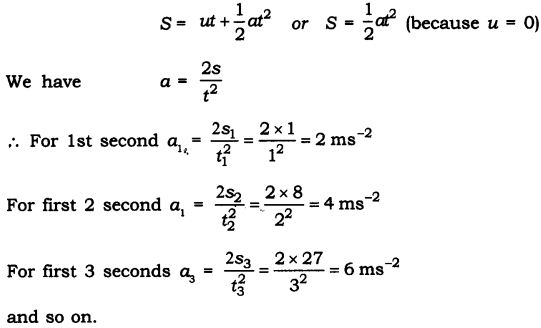 S = ut + 1/2 at² or S = 1/2 at² (because u = 0)
We have a = 2s/t²
∴ For 1st second a₁ = 2s₁/t₁² = 2 × 1/1² = 2 ms⁻²
For first 2 second a₁ = 2s₂/t₂² = 2 × 8/2² = 4 ms⁻²
For first 3 seconds a₃ = 2s₃/t₃² = 2 × 27/3² = 6 ms⁻²
and so on.